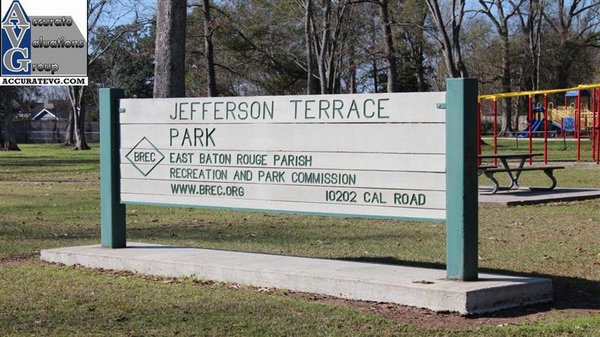 AVG
Accurate
Valuations
Group
ACCURATEVG.COM
JEFFERSON TERRACE
PARK
BREC
EAST BATON ROUGE PARISH
RECREATION AND PARK COMMISSION
WWW.BREC.ORG 10202 CAL ROAD